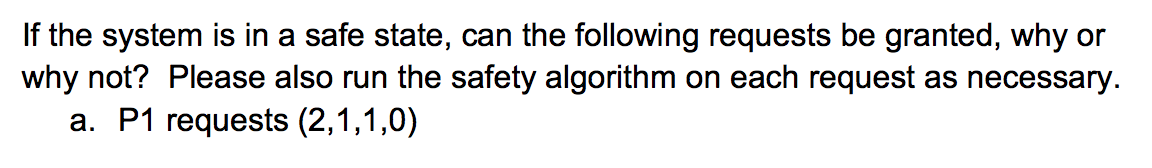 If the system is in a safe state, can the following requests be granted, why or
why not?  Please also run the safety algorithm on each request as necessary.
a.  P1 requests (2,1,1,0)